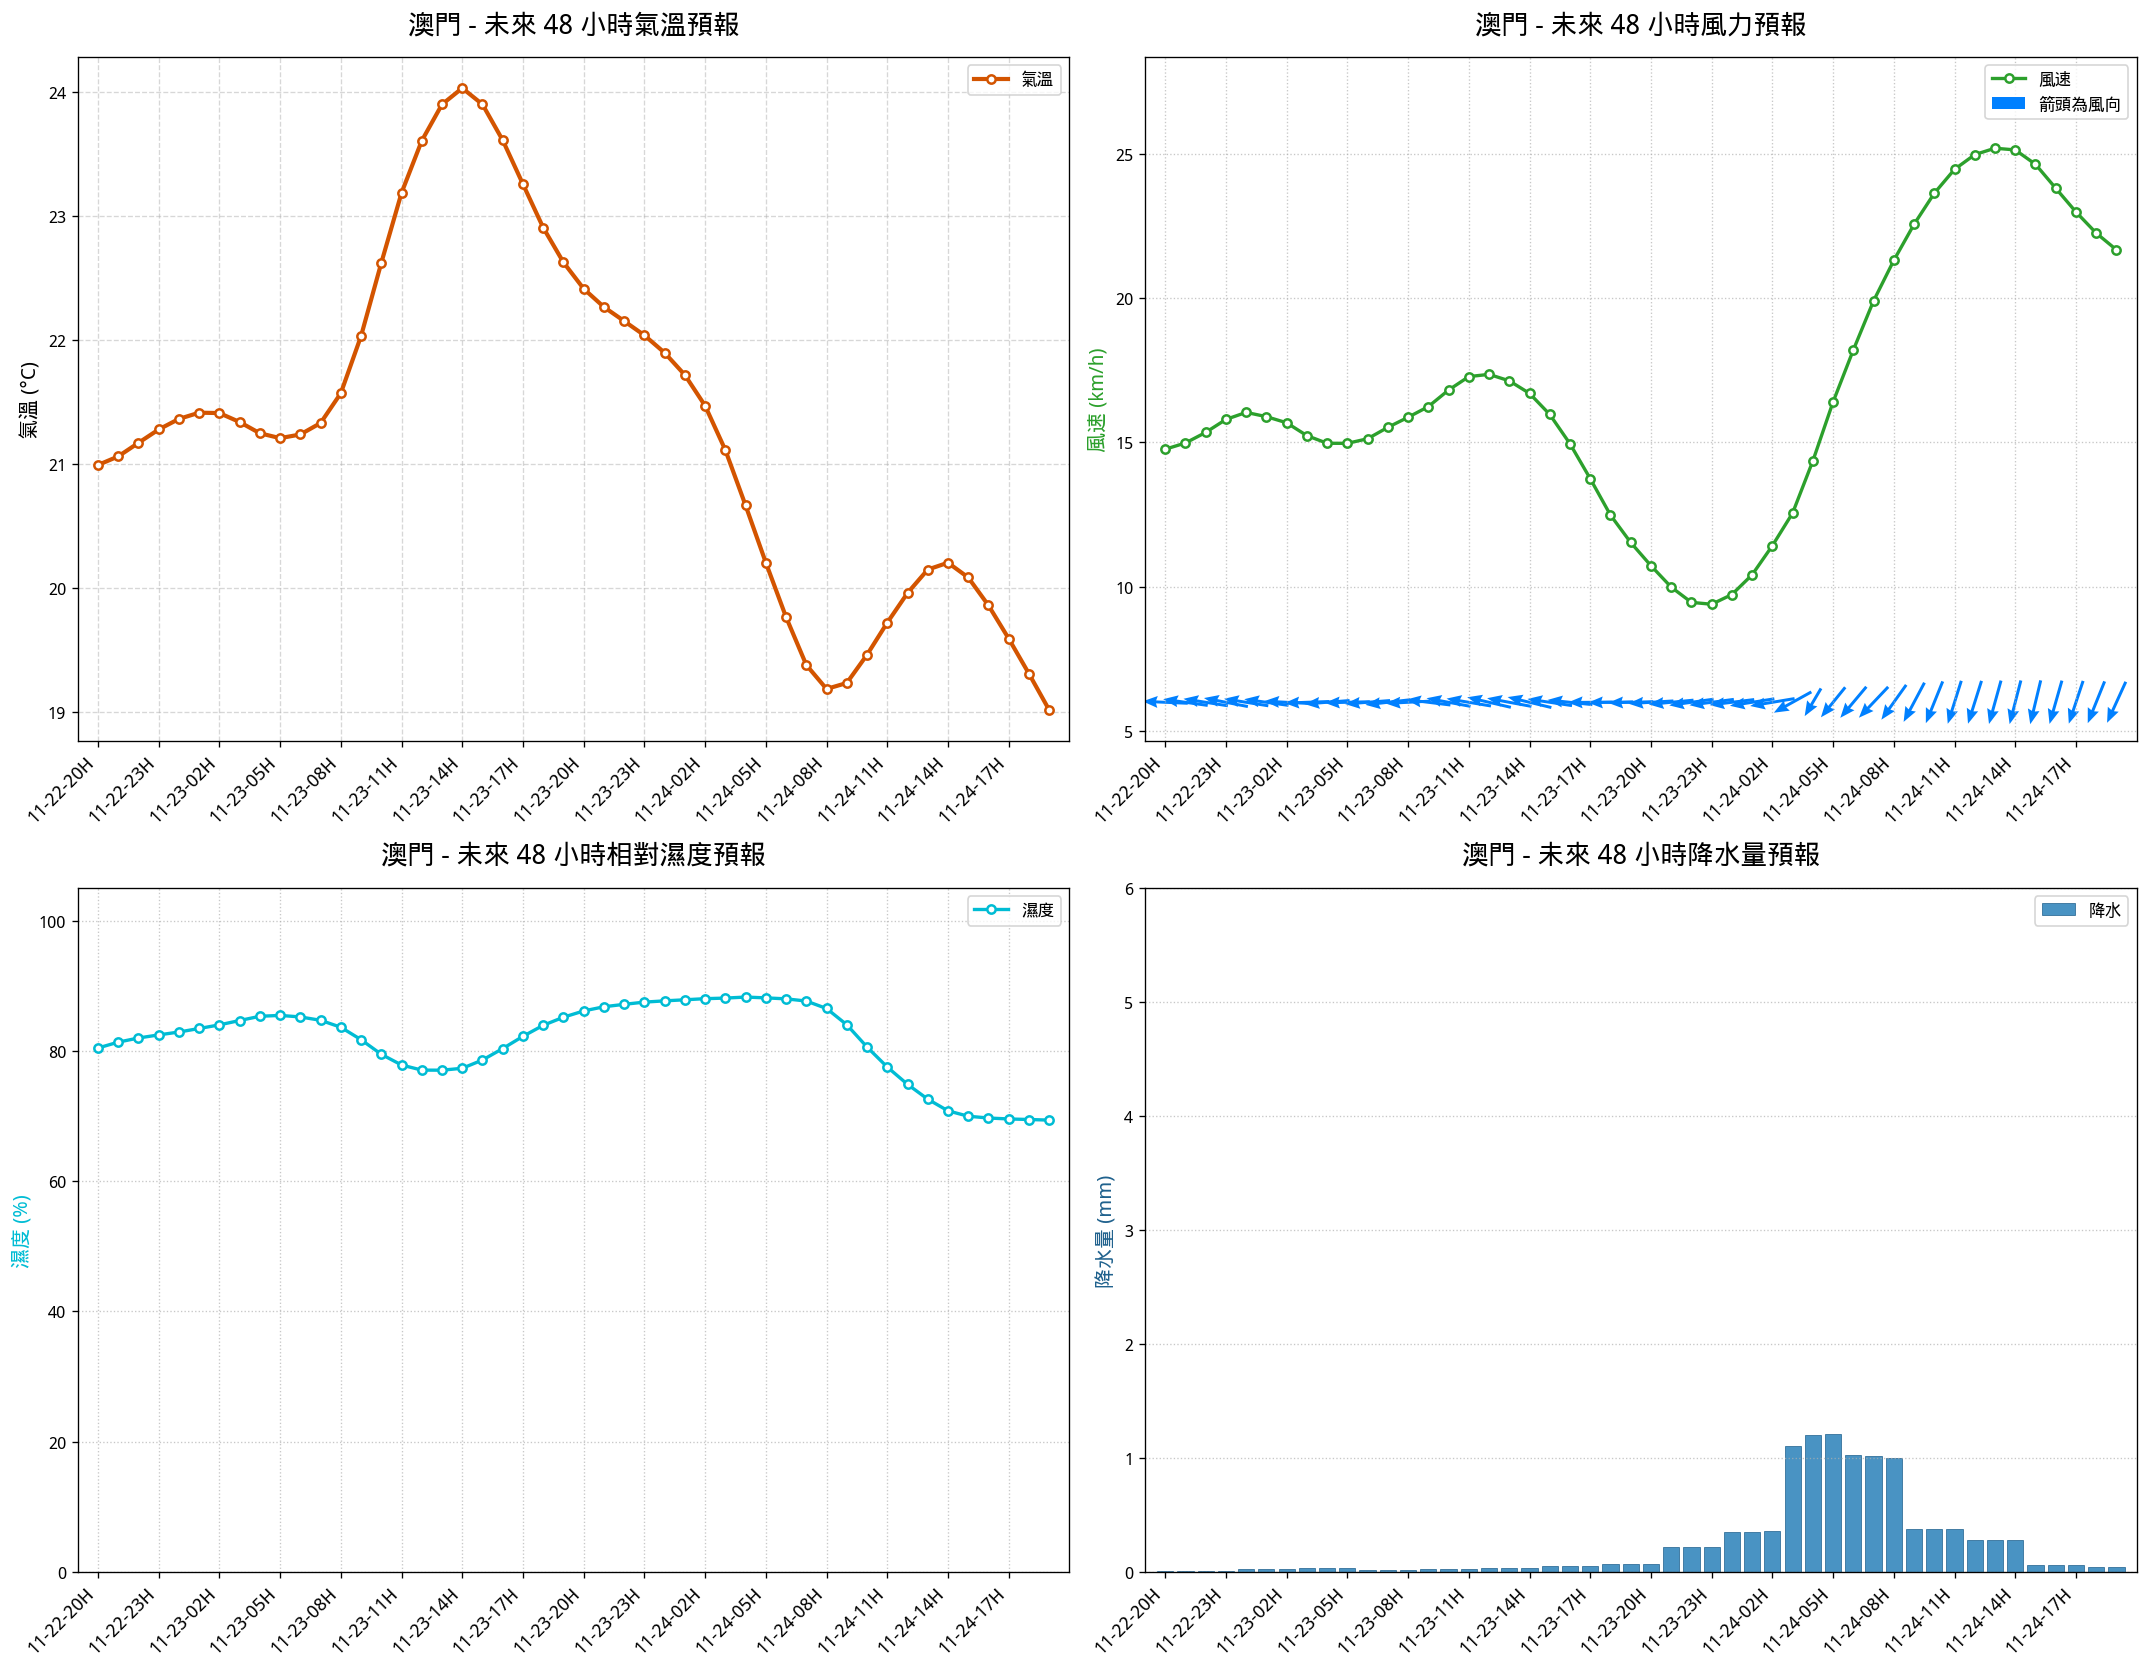 澳門 - 未來 48 小時氣溫預報
氣溫
氣溫 (°C)
24
23
22
21
20
19
11-22-20H
11-22-23H
11-23-02H
11-23-05H
11-23-08H
11-23-11H
11-23-14H
11-23-17H
11-23-20H
11-23-23H
11-24-02H
11-24-05H
11-24-08H
11-24-11H
11-24-14H
11-24-17H
澳門 - 未來 48 小時風力預報
風速
箭頭為風向
風速 (km/h)
25
20
15
10
5
11-22-20H
11-22-23H
11-23-02H
11-23-05H
11-23-08H
11-23-11H
11-23-14H
11-23-17H
11-23-20H
11-23-23H
11-24-02H
11-24-05H
11-24-08H
11-24-11H
11-24-14H
11-24-17H
澳門 - 未來 48 小時相對濕度預報
濕度
濕度 (%)
100
80
60
40
20
0
11-22-20H
11-22-23H
11-23-02H
11-23-05H
11-23-08H
11-23-11H
11-23-14H
11-23-17H
11-23-20H
11-23-23H
11-24-02H
11-24-05H
11-24-08H
11-24-11H
11-24-14H
11-24-17H
澳門 - 未來 48 小時降水量預報
降水
降水量 (mm)
6
5
4
3
2
1
0
11-22-20H
11-22-23H
11-23-02H
11-23-05H
11-23-08H
11-23-11H
11-23-14H
11-23-17H
11-23-20H
11-23-23H
11-24-02H
11-24-05H
11-24-08H
11-24-11H
11-24-14H
11-24-17H